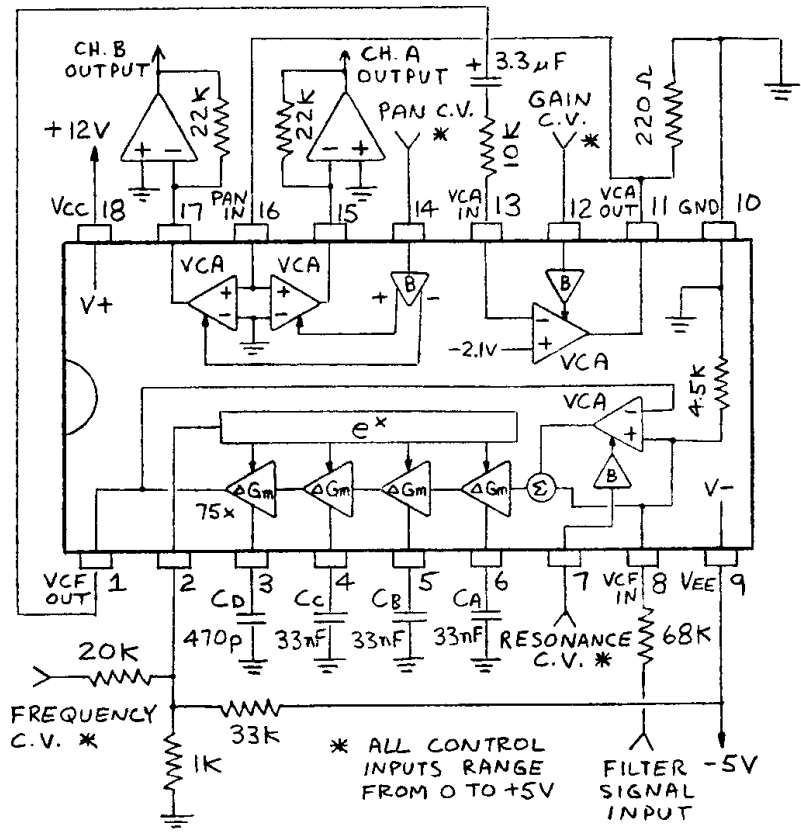 CH. B
OUTPUT
CH. A
OUTPUT
+ 3.3 µF
22K
22K
PAN C.V.
*
GAIN
C.V. *
220 Ω
+12V
10K
+ −
− +
VCC 18
17
PAN
IN
16
15
14
VCA
IN
13
12
VCA
OUT
11
GND 10
V+
VCA
VCA
+
−
+
−
+ B −
B
−
+
-2.1V
VCA
4.5K
e^x
VCA
−
+
B
V-
75x
ΔGm
ΔGm
ΔGm
ΔGm
Σ
VCF
OUT
1
2
3
4
5
6
7
VCF
IN
8
VEE
9
CD
CC
CB
CA
470p
33nF
33nF
33nF
RESONANCE
C.V. *
68K
20K
FREQUENCY
C.V. *
33K
1K
* ALL CONTROL
INPUTS RANGE
FROM 0 TO +5V
FILTER
SIGNAL
INPUT
-5V